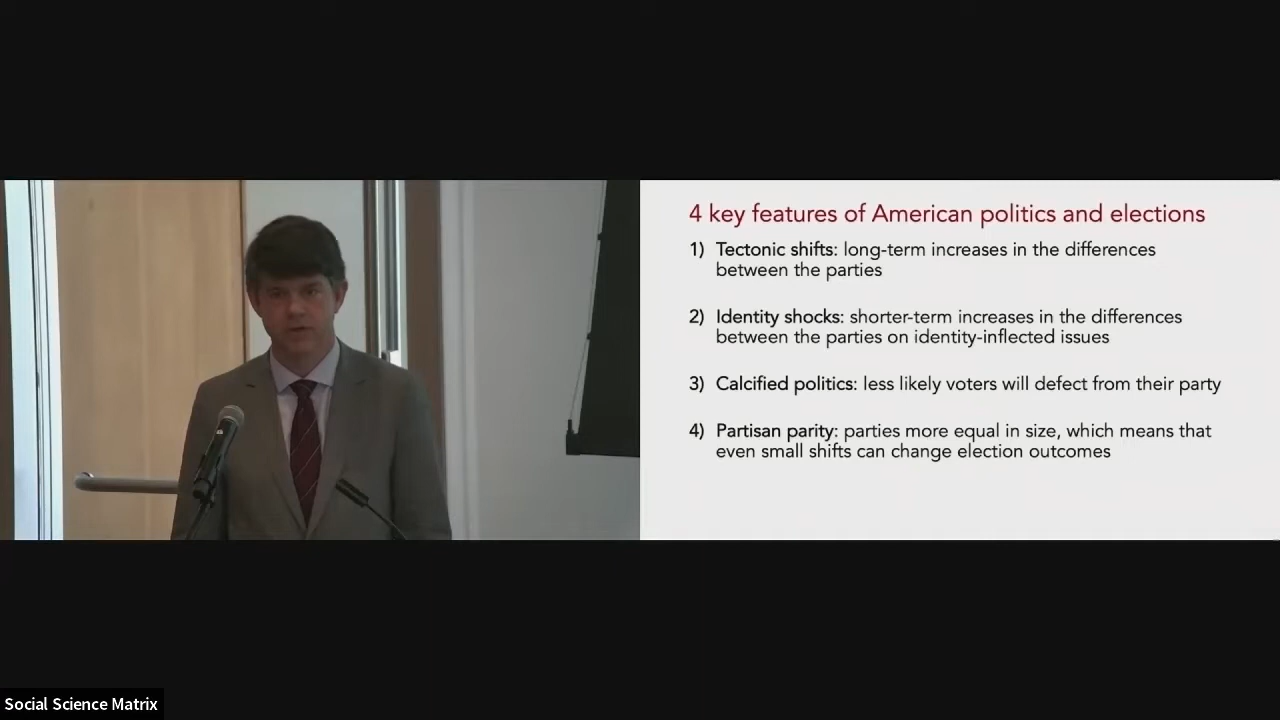 4 key features of American politics and elections
1) Tectonic shifts: long-term increases in the differences
between the parties
2) Identity shocks: shorter-term increases in the differences
between the parties on identity-inflected issues
3) Calcified politics: less likely voters will defect from their party
4) Partisan parity: parties more equal in size, which means that
even small shifts can change election outcomes
Social Science Matrix